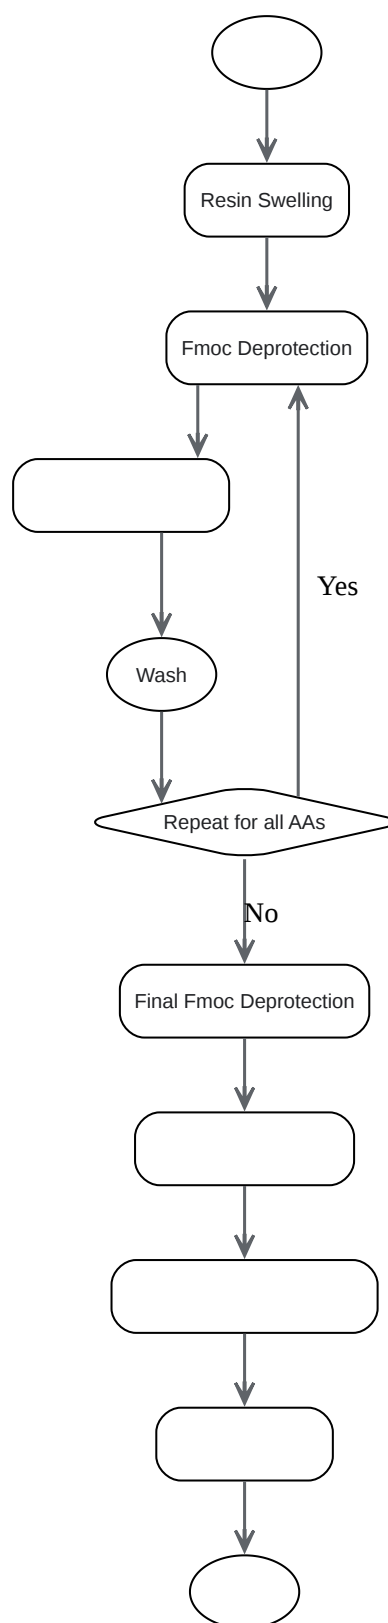 Resin Swelling
Fmoc Deprotection
Yes
Wash
Repeat for all AAs
No
Final Fmoc Deprotection